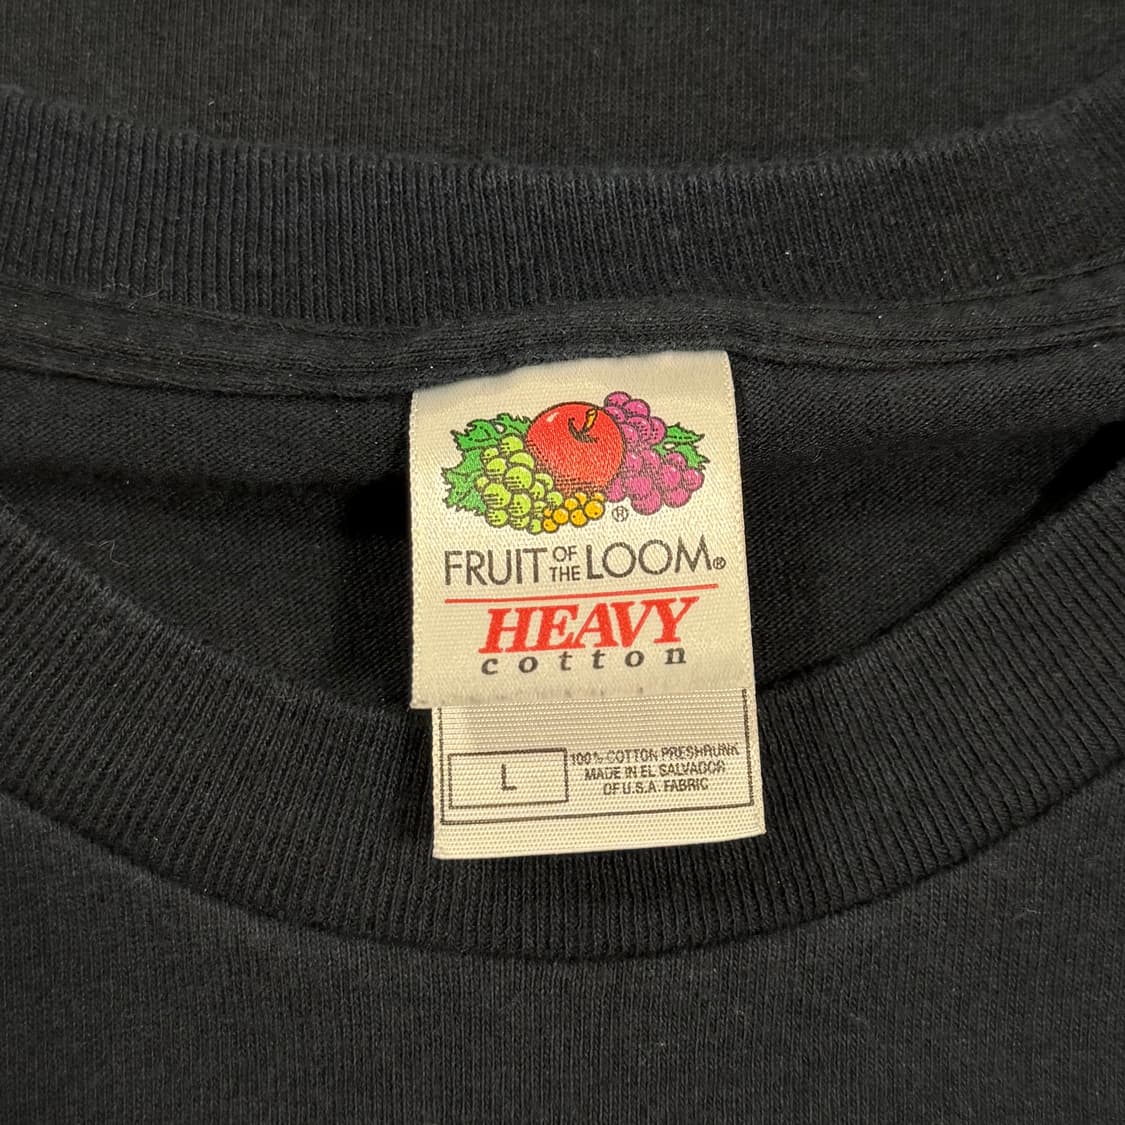 ®
FRUIT OF THE LOOM®
HEAVY
cotton
L
100% COTTON PRESHRUNK
MADE IN EL SALVADOR
OF U.S.A. FABRIC